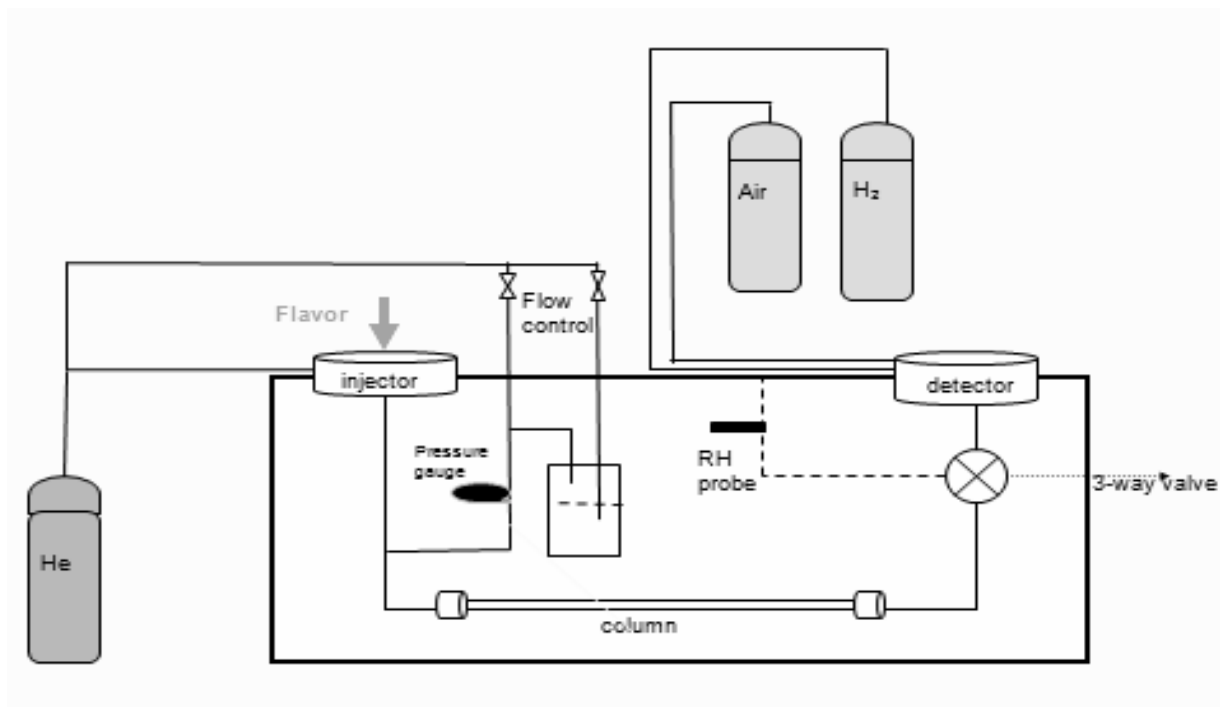 Air
H₂
Flavor
Flow
control
injector
detector
Pressure
gauge
RH
probe
3-way valve
He
column